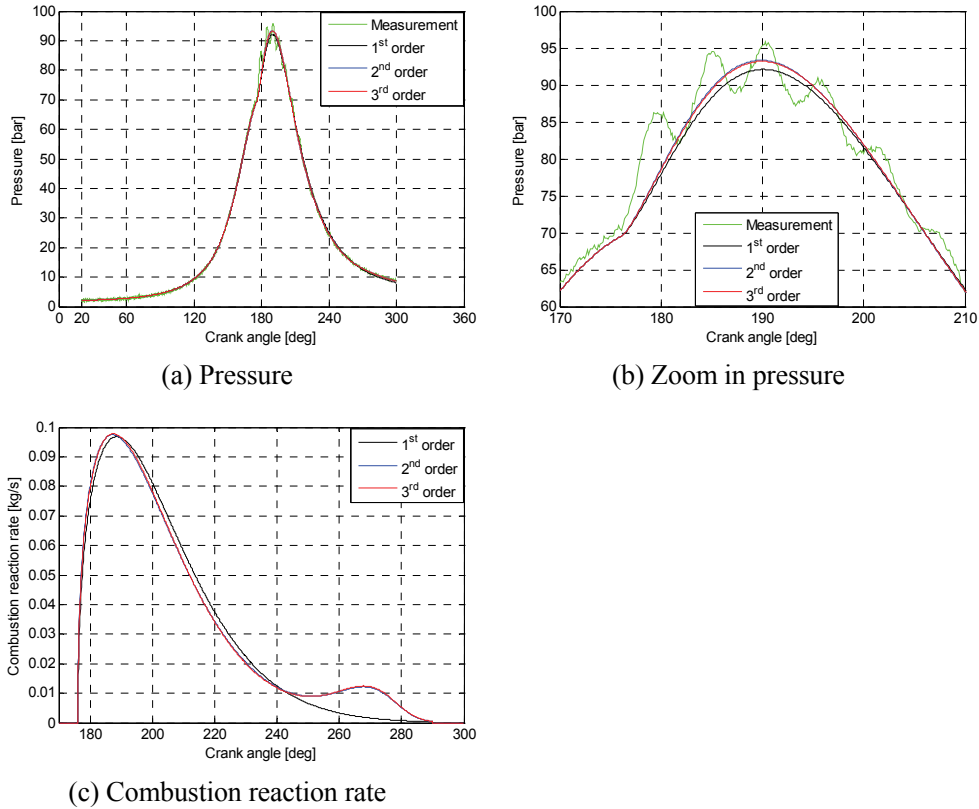 100
90
80
70
60
50
40
30
20
10
0
Pressure [bar]
0 20 60 120 180 240 300 360
Crank angle [deg]
Measurement
1st order
2nd order
3rd order
(a) Pressure
100
95
90
85
80
75
70
65
60
Pressure [bar]
170 180 190 200 210
Crank angle [deg]
Measurement
1st order
2nd order
3rd order
(b) Zoom in pressure
0.1
0.09
0.08
0.07
0.06
0.05
0.04
0.03
0.02
0.01
0
Combustion reaction rate [kg/s]
180 200 220 240 260 280 300
Crank angle [deg]
1st order
2nd order
3rd order
(c) Combustion reaction rate